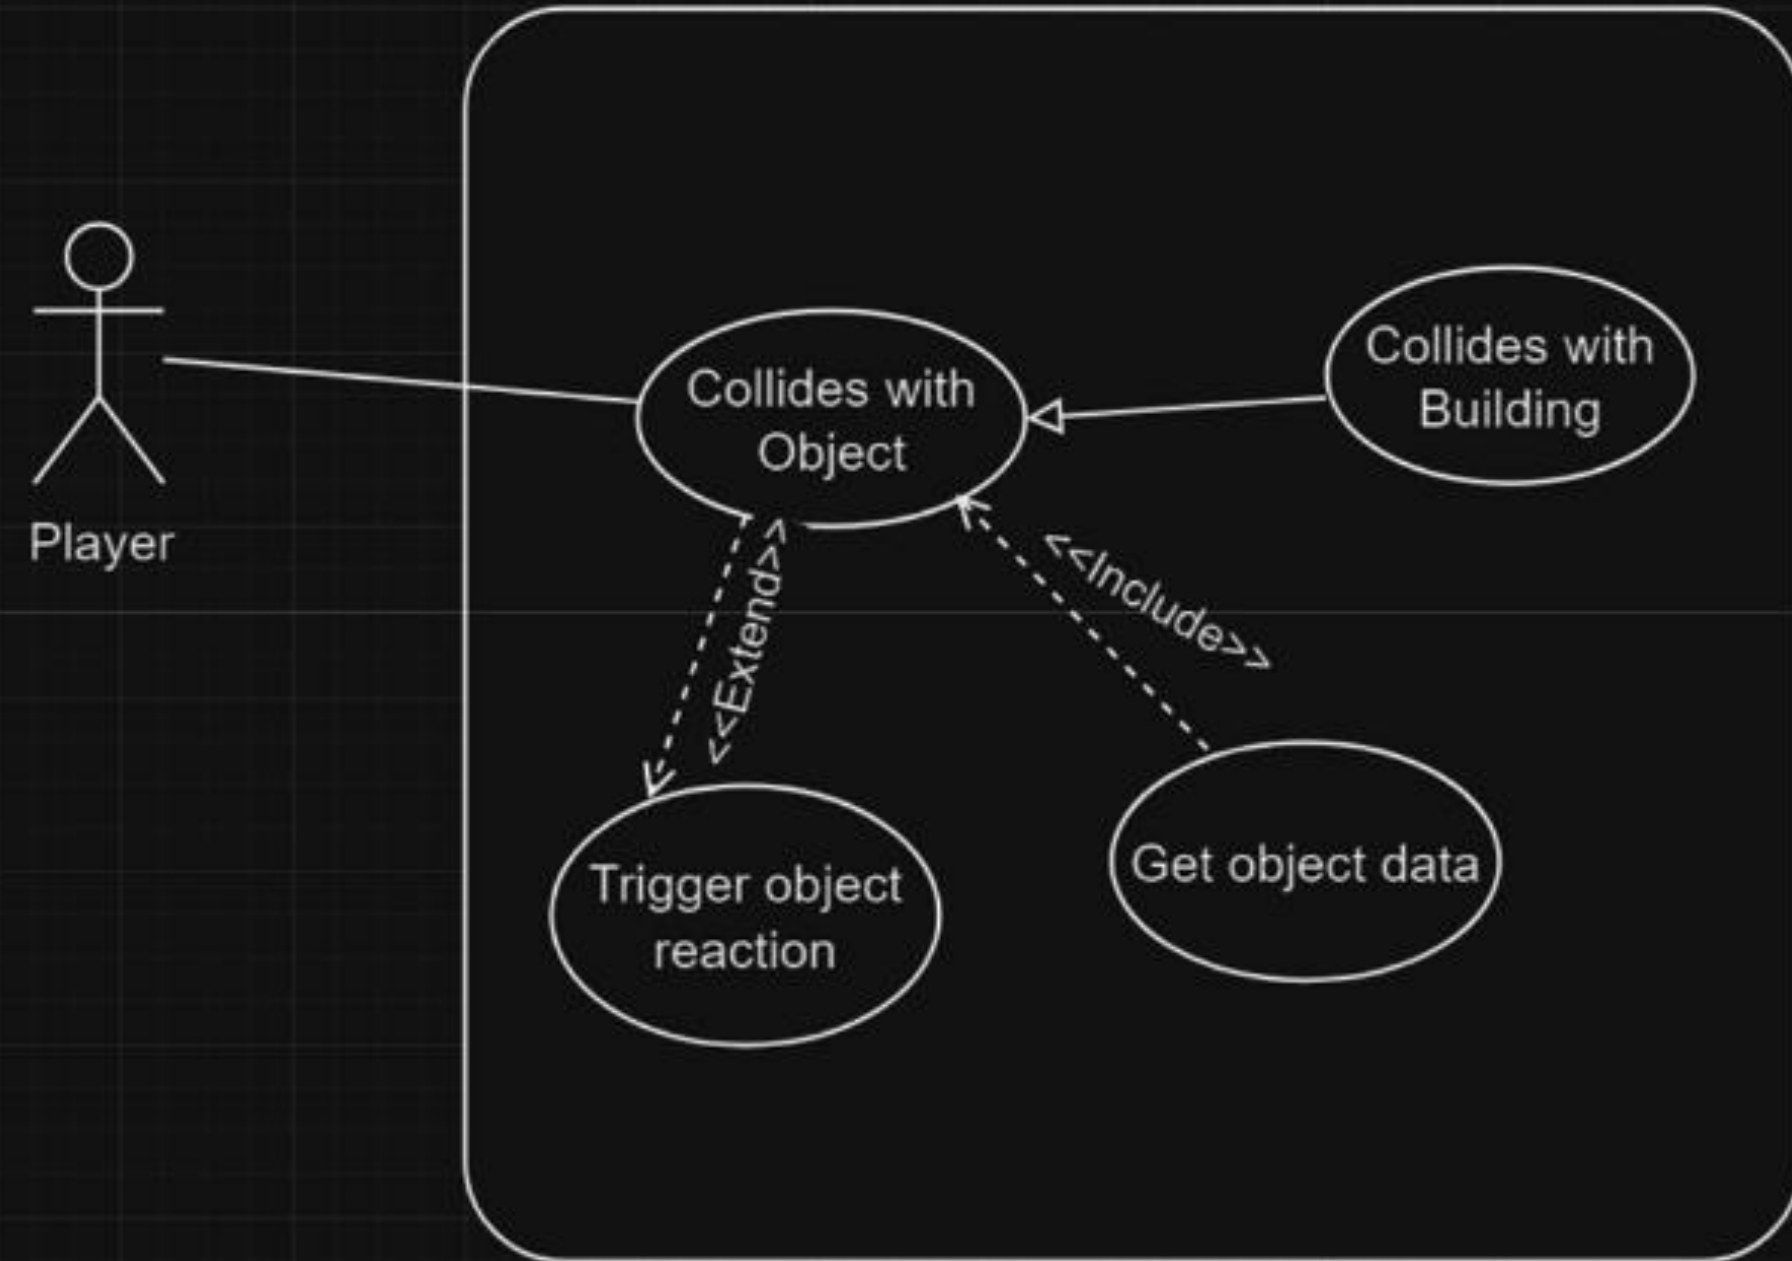 Player
Collides with
Object
Collides with
Building
<<Extend>>
<<Include>>
Trigger object
reaction
Get object data